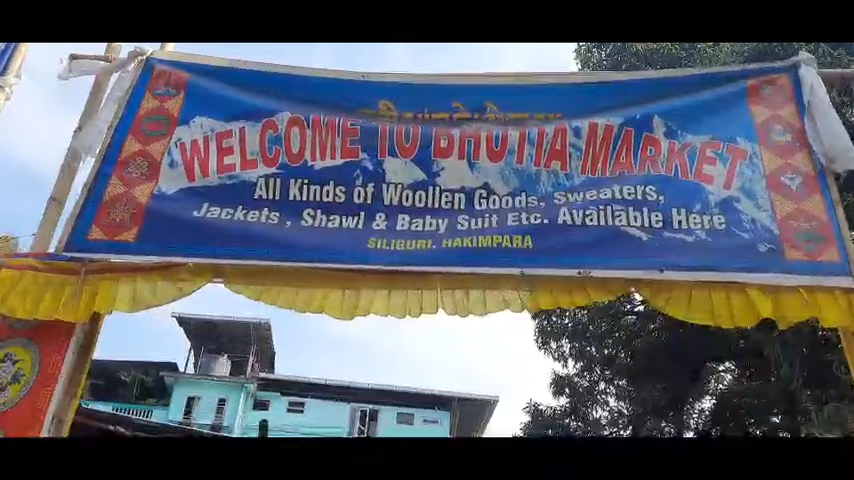 WELCOME TO BHUTIA MARKET
All Kinds of Woollen Goods, Sweaters,
Jackets, Shawl & Baby Suit ETC. Available Here
SILIGURI : HAKIMPARA